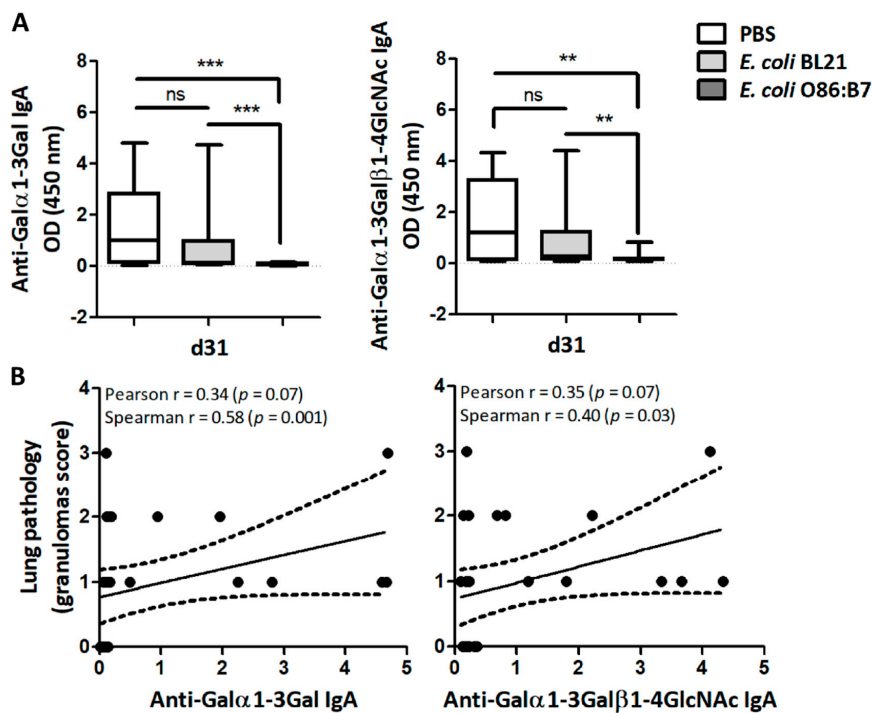 A
Anti-Galα1-3Gal IgA
OD (450 nm)
8
6
4
2
0
-2
***
ns
***
d31
Anti-Galα1-3Galβ1-4GlcNAc IgA
OD (450 nm)
8
6
4
2
0
-2
**
ns
**
d31
PBS
E. coli BL21
E. coli O86:B7
B
Lung pathology
(granulomas score)
4
3
2
1
0
Pearson r = 0.34 (p = 0.07)
Spearman r = 0.58 (p = 0.001)
0 1 2 3 4 5
Anti-Galα1-3Gal IgA
4
3
2
1
0
Pearson r = 0.35 (p = 0.07)
Spearman r = 0.40 (p = 0.03)
0 1 2 3 4 5
Anti-Galα1-3Galβ1-4GlcNAc IgA